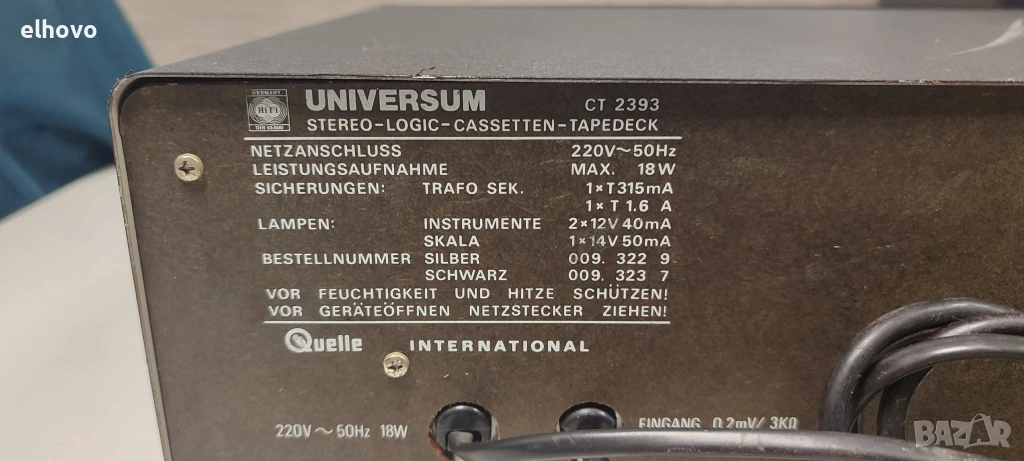 elhovo
GERMANY
HiFi
DIN 45500
UNIVERSUM CT 2393
STEREO-LOGIC-CASSETTEN-TAPEDECK
NETZANSCHLUSS 220V~50Hz
LEISTUNGSAUFNAHME MAX. 18W
SICHERUNGEN: TRAFO SEK. 1×T315mA
1×T 1.6 A
LAMPEN: INSTRUMENTE 2×12V 40mA
SKALA 1×14V 50mA
BESTELLNUMMER SILBER 009. 322 9
SCHWARZ 009. 323 7
VOR FEUCHTIGKEIT UND HITZE SCHÜTZEN!
VOR GERÄTEÖFFNEN NETZSTECKER ZIEHEN!
Quelle INTERNATIONAL
220V~50Hz 18W
EINGANG 0.2mV/3KΩ
BAZAR